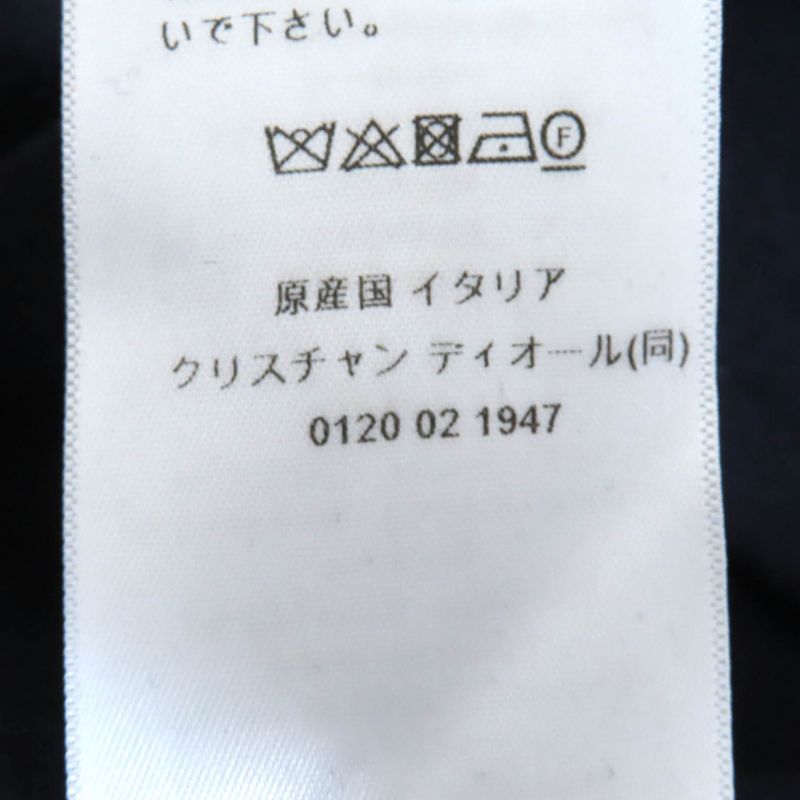 いで下さい。
F
原産国 イタリア
クリスチャン ディオール(同)
0120 02 1947